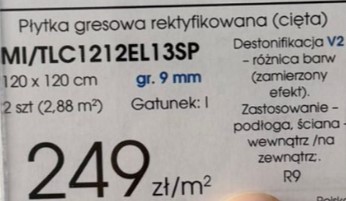 Płytka gresowa rektyfikowana (cięta)
MI/TLC1212EL13SP
120 x 120 cm gr. 9 mm
2 szt (2,88 m²) Gatunek: I
249 zł/m²
Destonifikacja V2
– różnica barw
(zamierzony
efekt).
Zastosowanie –
podłoga, ściana -
wewnątrz /na
zewnątrz.
R9